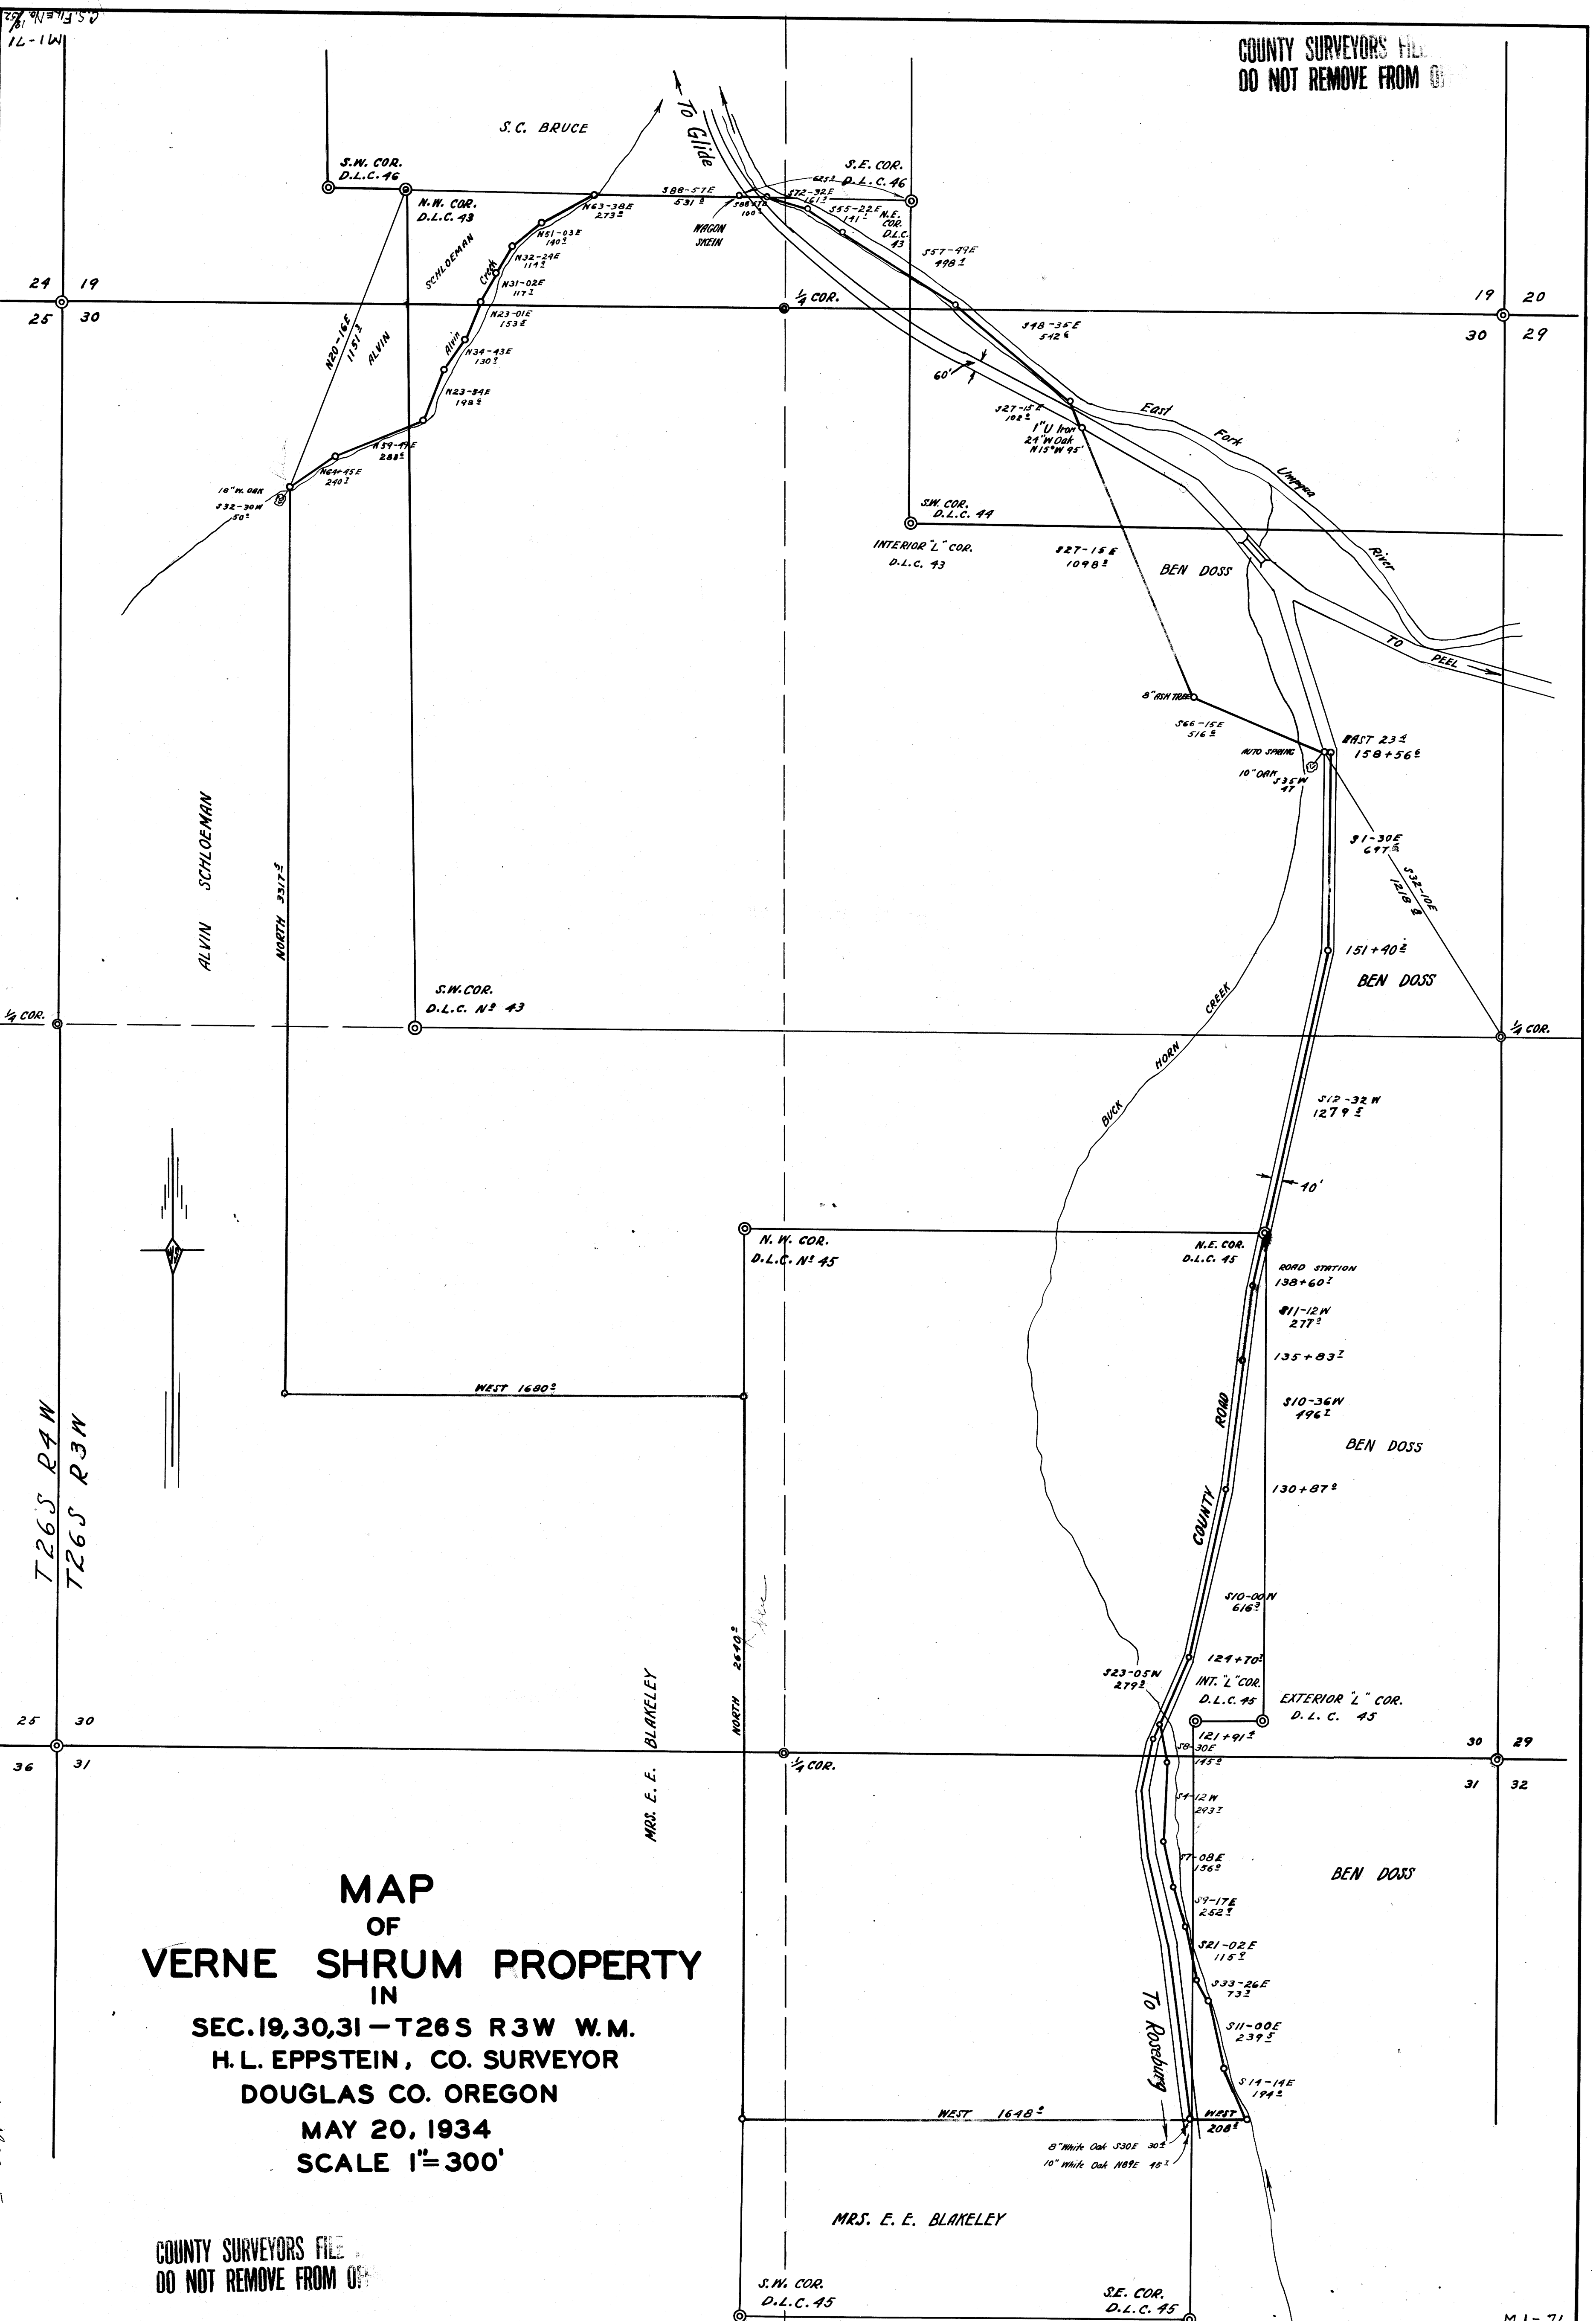 C.S. FILE No. 18/52
M1-71
COUNTY SURVEYORS FILE
DO NOT REMOVE FROM
S.C. BRUCE
To Glide
S.W. COR.
D.L.C. 46
N.W. COR.
D.L.C. 43
S.E. COR.
D.L.C. 46
625
N63-38E
273
S88-57E
531
WAGON
SKEIN
100
S72-32E
161
S55-22E
141
N.E.
COR.
D.L.C.
43
S57-49E
498
SCHLOEMAN
ALVIN
Creek
Alvin
N51-03E
140
N32-24E
114
N31-02E
117
N23-01E
153
N34-43E
130
N23-54E
198
N59-49E
288
N64-45E
240
N20-16E
1151
18" W. OAK
S32-30W
50
24 19
25 30
1/4 COR.
19 20
30 29
S48-35E
542
60'
S27-15E
102
1" U Iron
24" W Oak
N15°W 95'
East
Fork
Umpqua
River
S.W. COR.
D.L.C. 44
INTERIOR "L" COR.
D.L.C. 43
S27-15E
1098
BEN DOSS
TO
PEEL
8" ASH TREE
S66-15E
516
AUTO SPRING
10" OAK
S35W
47
EAST 23
158+56
S1-30E
697
S32-10E
1218
151+40
BEN DOSS
ALVIN SCHLOEMAN
NORTH 3317
S.W. COR.
D.L.C. Nº 43
1/4 COR.
1/4 COR.
BUCK
HORN
CREEK
S12-32W
1279
40'
N.W. COR.
D.L.C. Nº 45
N.E. COR.
D.L.C. 45
ROAD STATION
138+60
S11-12W
277
135+83
S10-36W
496
BEN DOSS
130+87
WEST 1680
T26S R4W
T26S R3W
COUNTY ROAD
S10-00W
616
124+70
S23-05W
279
INT. "L" COR.
D.L.C. 45
EXTERIOR "L" COR.
D.L.C. 45
121+91
NORTH 2640
MRS. E. E. BLAKELEY
25 30
36 31
1/4 COR.
30 29
31 32
S8-30E
145
S4-12W
293
S7-08E
156
S9-17E
252
S21-02E
115
S33-26E
73
S11-00E
239
S14-14E
194
BEN DOSS
MAP
OF
VERNE SHRUM PROPERTY
IN
SEC. 19,30,31—T26S R3W W.M.
H. L. EPPSTEIN, CO. SURVEYOR
DOUGLAS CO. OREGON
MAY 20, 1934
SCALE 1"=300'
To Roseburg
WEST 1648
WEST
208
8" White Oak S30E 30
10" White Oak N89E 45
MRS. E. E. BLAKELEY
COUNTY SURVEYORS FILE
DO NOT REMOVE FROM
S.W. COR.
D.L.C. 45
S.E. COR.
D.L.C. 45
M1-71